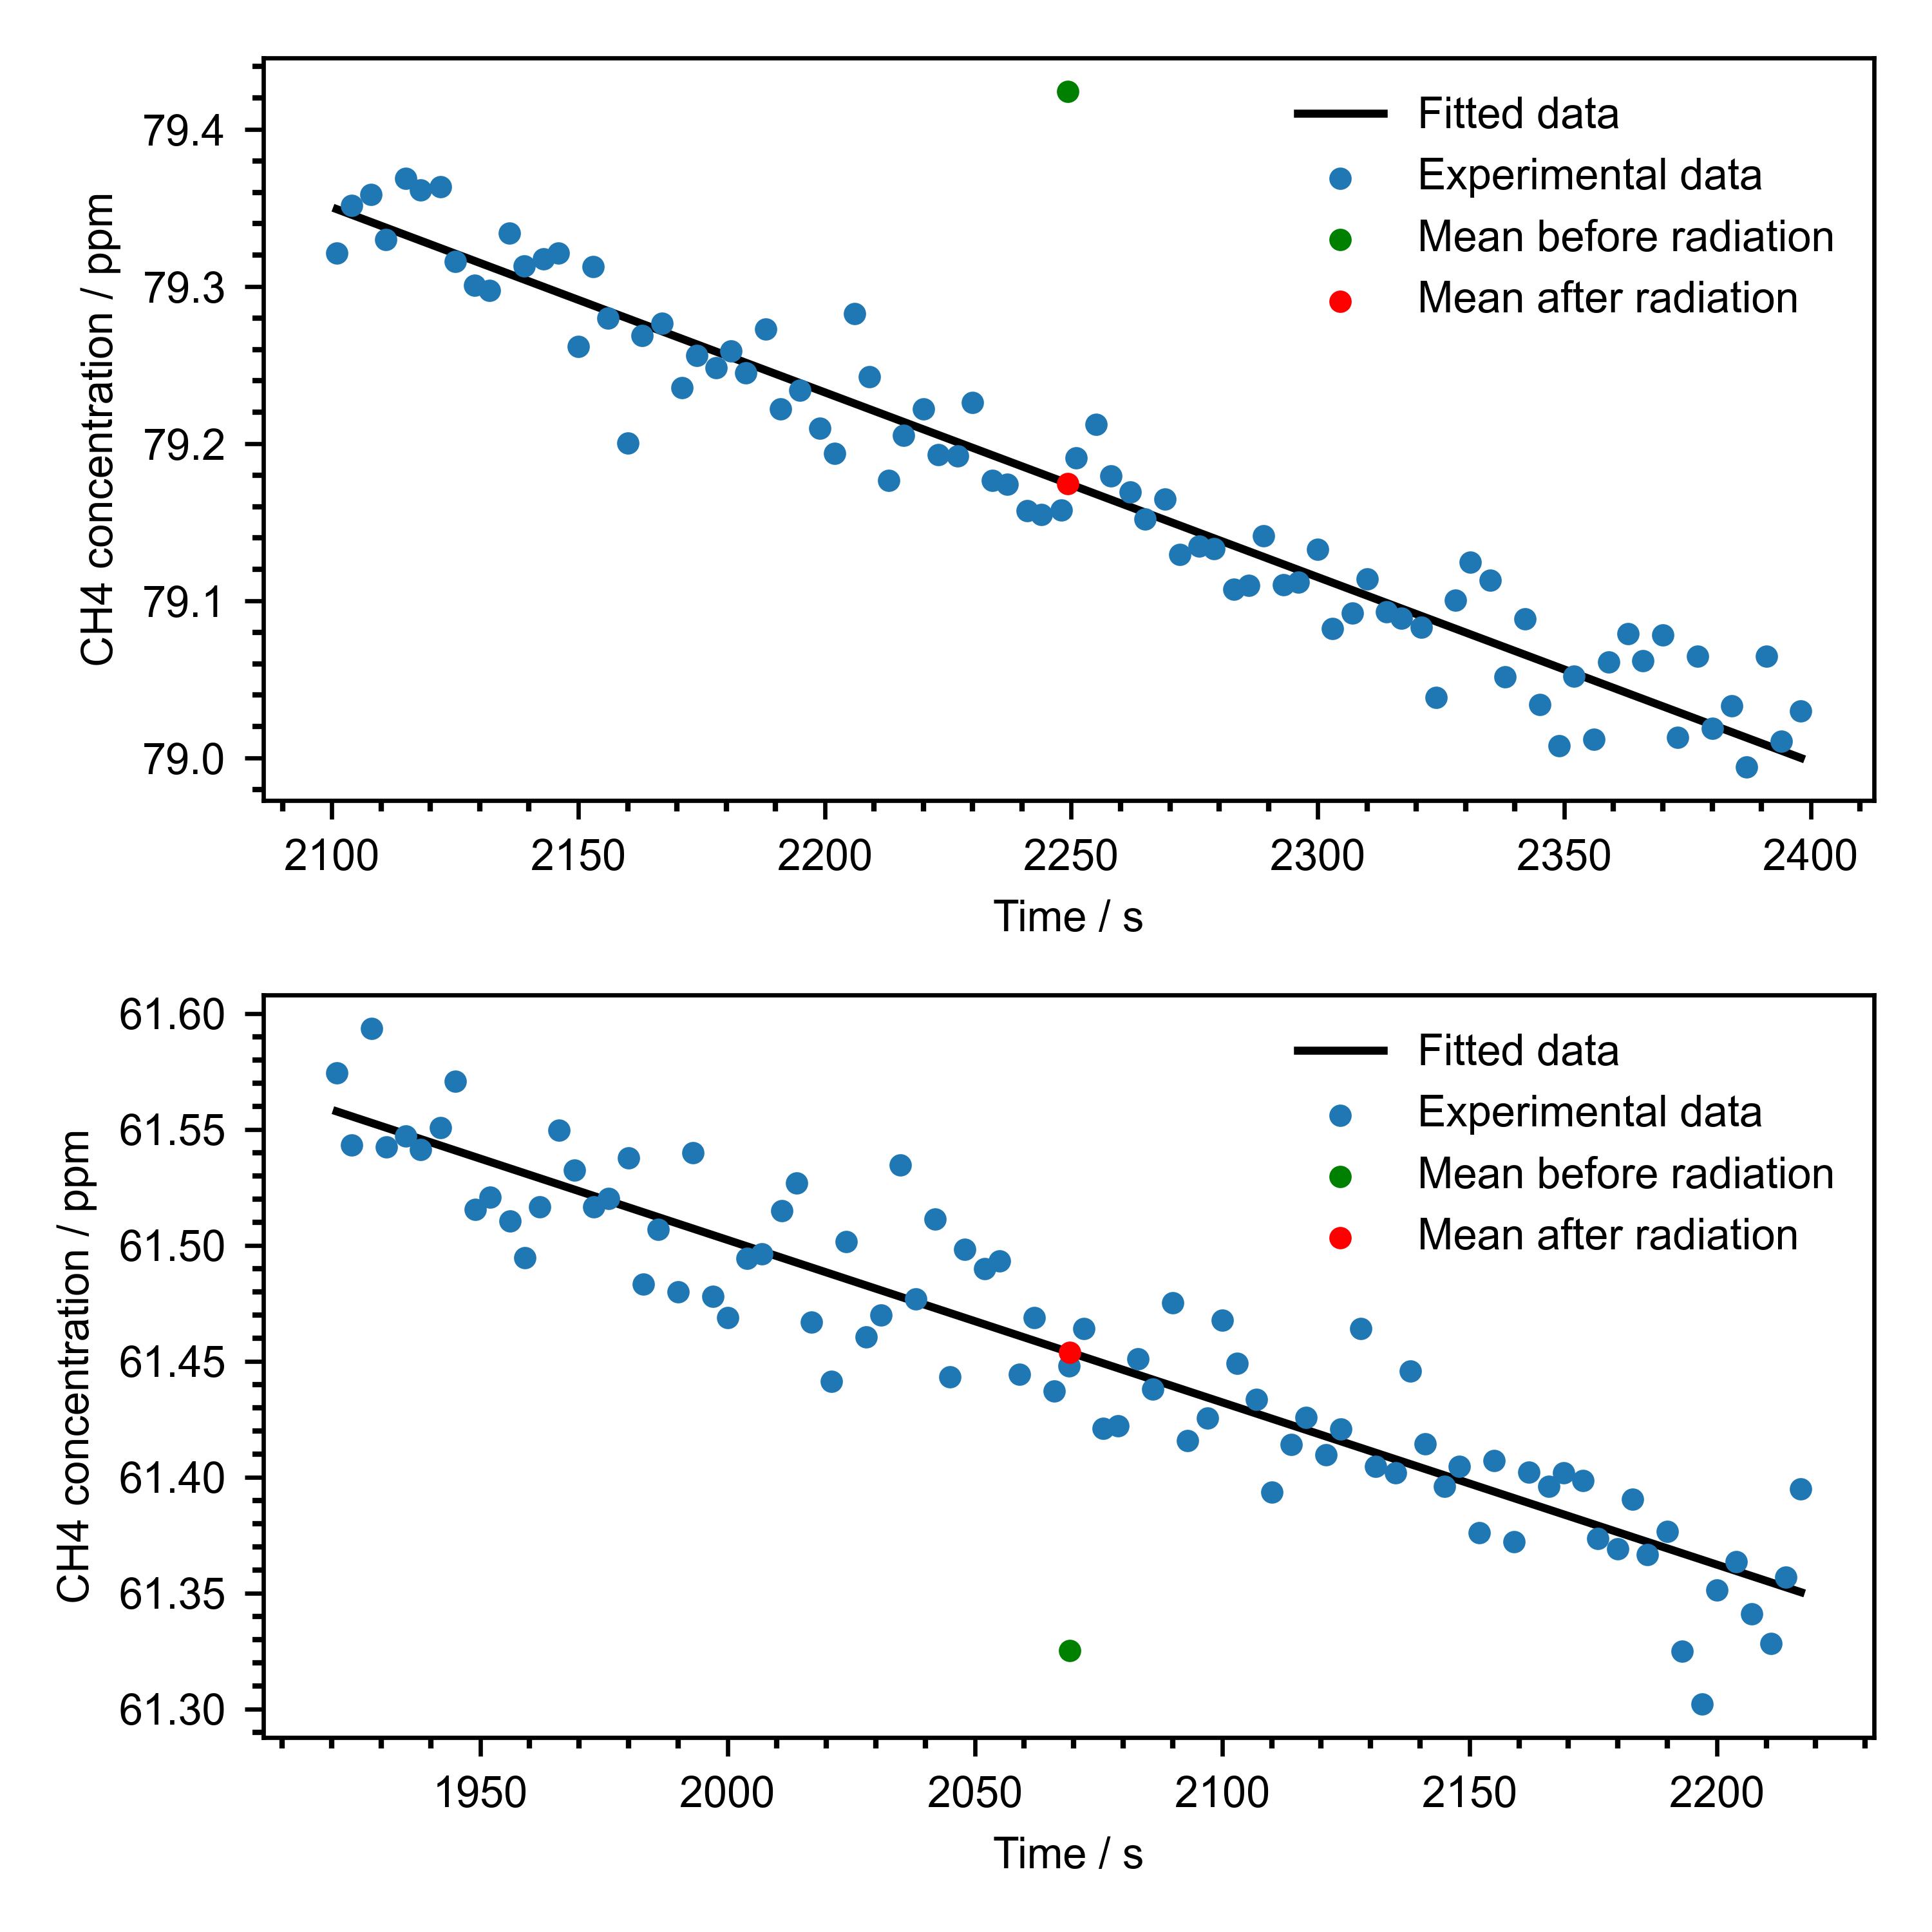 79.4
79.3
79.2
79.1
79.0
CH4 concentration / ppm
Fitted data
Experimental data
Mean before radiation
Mean after radiation
2100 2150 2200 2250 2300 2350 2400
Time / s
61.60
61.55
61.50
61.45
61.40
61.35
61.30
CH4 concentration / ppm
Fitted data
Experimental data
Mean before radiation
Mean after radiation
1950 2000 2050 2100 2150 2200
Time / s